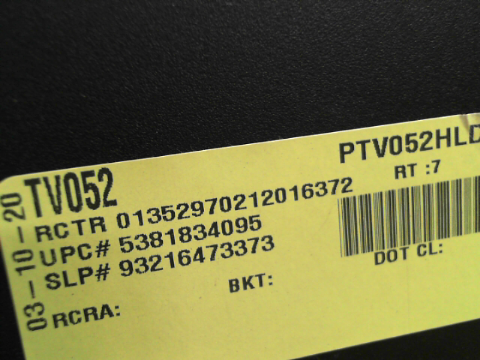 TV052
PTV052HLD
RCTR 01352970212016372
RT :7
UPC# 5381834095
SLP# 93216473373
DOT CL:
BKT:
RCRA:
03-10-20